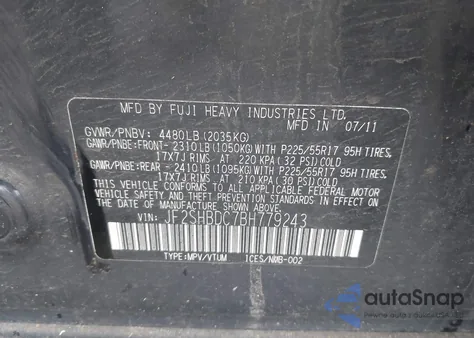 MFD BY FUJI HEAVY INDUSTRIES LTD.
IN 07/11
GVWR/PNBV: 4480LB(2035KG)
GAWR/PNBE:FRONT- 2310LB(1050KG)WITH P225/55R17 95H TIRES,
17X7J RIMS AT 220 KPA(32 PSI)COLD
GAWR/PNBE:REAR - 2410LB(1095KG)WITH P225/55R17 95H TIRES,
17X7J RIMS AT 210 KPA(30 PSI)COLD
THIS VEHICLE CONFORMS TO ALL APPLICABLE FEDERAL MOTOR
VEHICLE SAFETY AND THEFT PREVENTION STANDARDS IN EFFECT
ON THE DATE OF MANUFACTURE SHOWN ABOVE.
VIN: JF2SHBDC7BH779243
TYPE:MPV/VTUM ICES/NMB-002
autoSnap